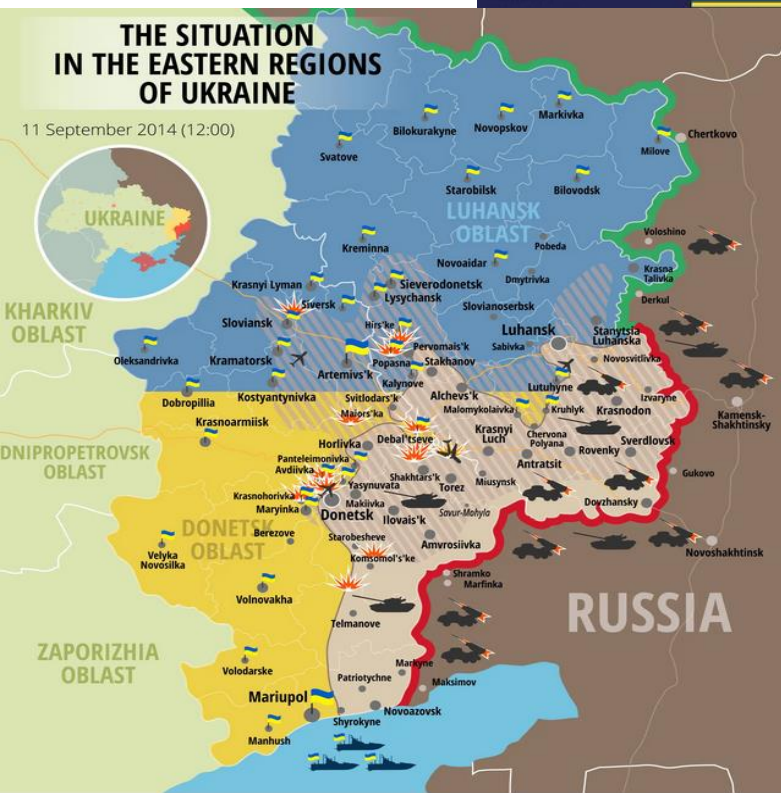 THE SITUATION
IN THE EASTERN REGIONS
OF UKRAINE
11 September 2014 (12:00)
UKRAINE
Svatove
Bilokurakyne
Novopskov
Markivka
Milove
Chertkovo
Starobilsk
Bilovodsk
LUHANSK
OBLAST
Kreminna
Novoaidar
Pobeda
Dmytrivka
Voloshino
Krasna
Talivka
Derkul
Krasnyi Lyman
Siversk
Sieverodonetsk
Lysychansk
Slovianoserbsk
KHARKIV
OBLAST
Sloviansk
Hirs'ke
Luhansk
Stanytsia
Luhanska
Oleksandrivka
Kramatorsk
Artemivs'k
Popasna
Pervomais'k
Stakhanov
Sabivka
Novosvitlivka
Kalynove
Lutuhyne
Dobropillia
Kostyantynivka
Svitlodars'k
Alchevs'k
Izvaryne
Kamensk-
Shakhtinsky
Krasnoarmiisk
Maiors'ka
Malomykolaivka
Kruhlyk
Krasnodon
Debal'tseve
Krasnyi
Luch
Chervona
Polyana
Sverdlovsk
DNIPROPETROVSK
OBLAST
Horlivka
Panteleimonivka
Avdiivka
Rovenky
Antratsit
Gukovo
Yasynuvata
Shakhtars'k
Torez
Miusynsk
Krasnohorivka
Maryinka
Makiivka
Donetsk
Ilovais'k
Savur-Mohyla
Dovzhansky
DONETSK
OBLAST
Berezove
Starobesheve
Amvrosiivka
Novoshakhtinsk
Velyka
Novosilka
Komsomol's'ke
Shramko
Marfinka
Volnovakha
RUSSIA
Telmanove
ZAPORIZHIA
OBLAST
Volodarske
Markyne
Patriotychne
Maksimov
Mariupol
Novoazovsk
Shyrokyne
Manhush